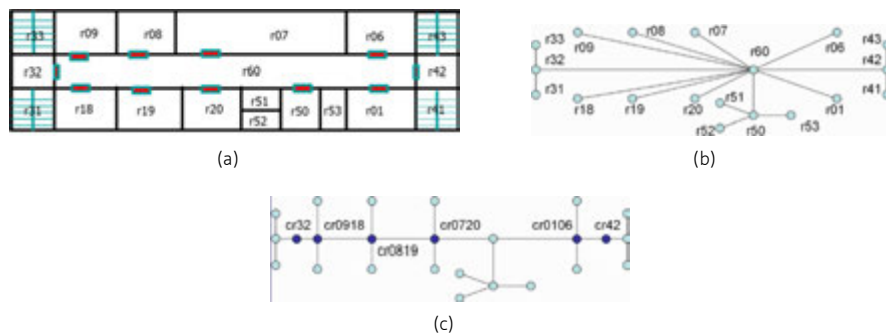 r33 r09 r08 r07 r06 r43
r32 r60 r42
r31 r18 r19 r20 r51 r52 r50 r53 r01 r41
(a)
r33 r09 r08 r07 r06 r43
r32 r60 r42
r31 r18 r19 r20 r51 r01 r41
r52 r50 r53
(b)
cr32 cr0918 cr0720 cr0106 cr42
cr0819
(c)